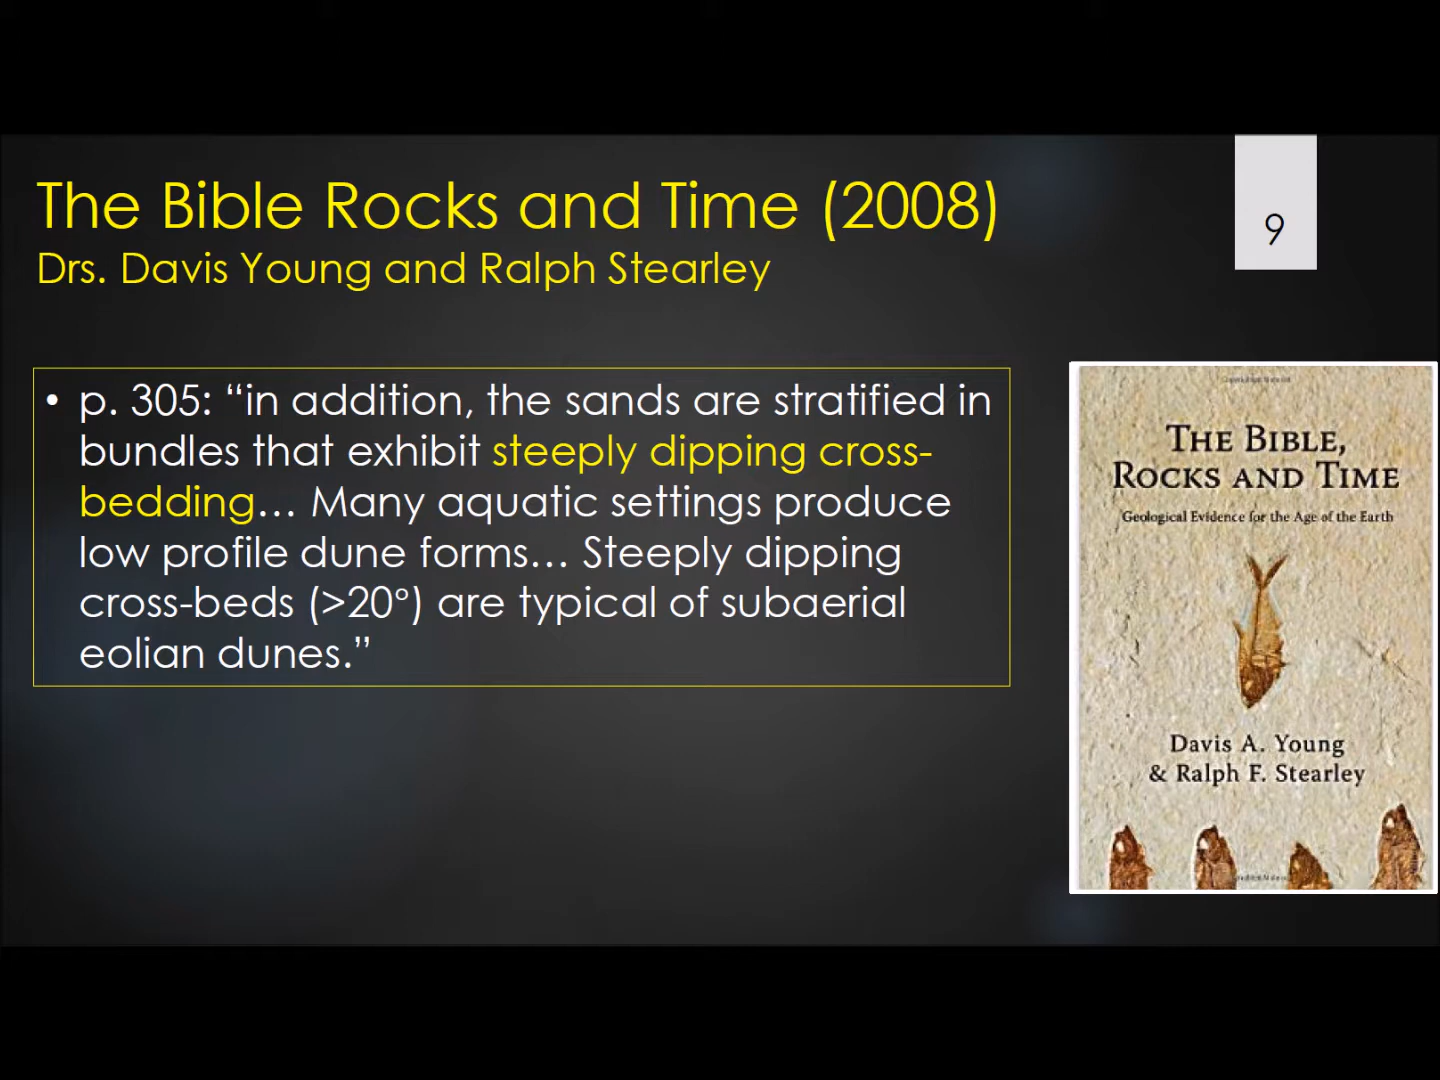 The Bible Rocks and Time (2008)
Drs. Davis Young and Ralph Stearley
9
• p. 305: “in addition, the sands are stratified in
bundles that exhibit steeply dipping cross-
bedding… Many aquatic settings produce
low profile dune forms… Steeply dipping
cross-beds (>20°) are typical of subaerial
eolian dunes.”
THE BIBLE,
ROCKS AND TIME
Geological Evidence for the Age of the Earth
Davis A. Young
& Ralph F. Stearley